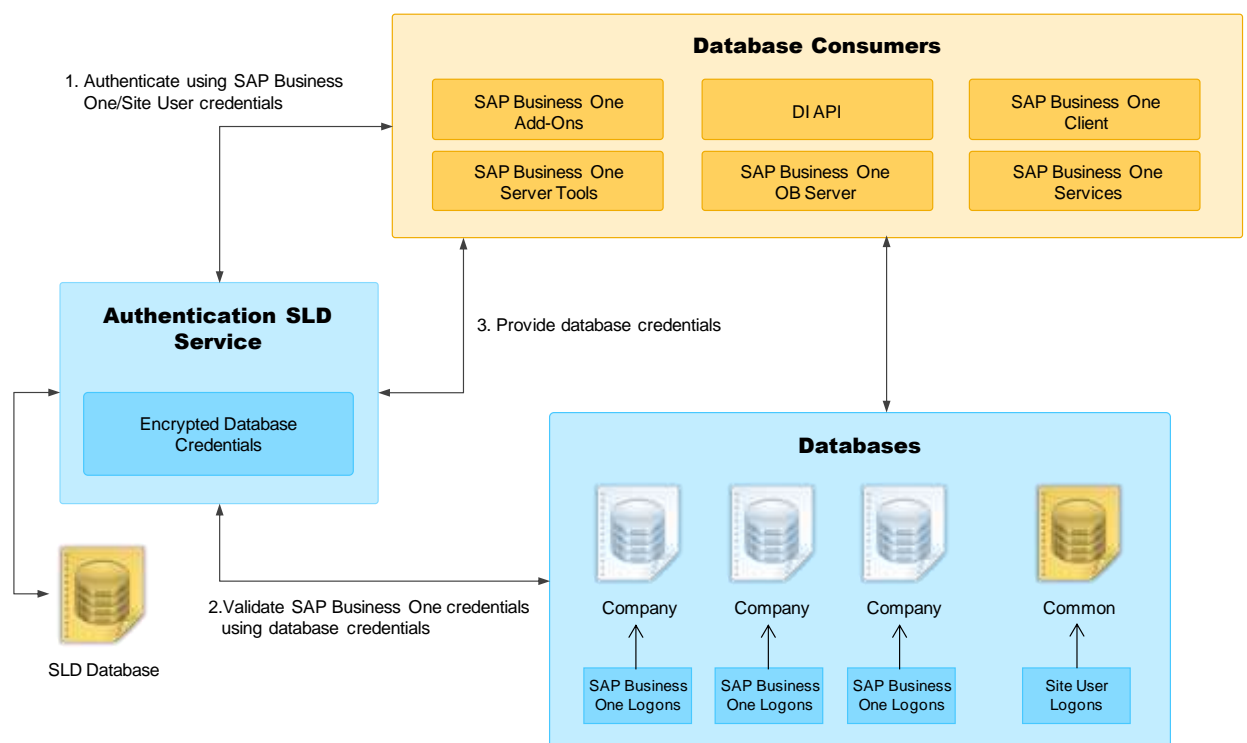 Database Consumers
1. Authenticate using SAP Business
One/Site User credentials
SAP Business One
Add-Ons
DI API
SAP Business One
Client
SAP Business One
Server Tools
SAP Business One
OB Server
SAP Business One
Services
Authentication SLD
Service
3. Provide database credentials
Encrypted Database
Credentials
Databases
2.Validate SAP Business One credentials
using database credentials
SLD Database
Company
Company
Company
Common
SAP Business
One Logons
SAP Business
One Logons
SAP Business
One Logons
Site User
Logons